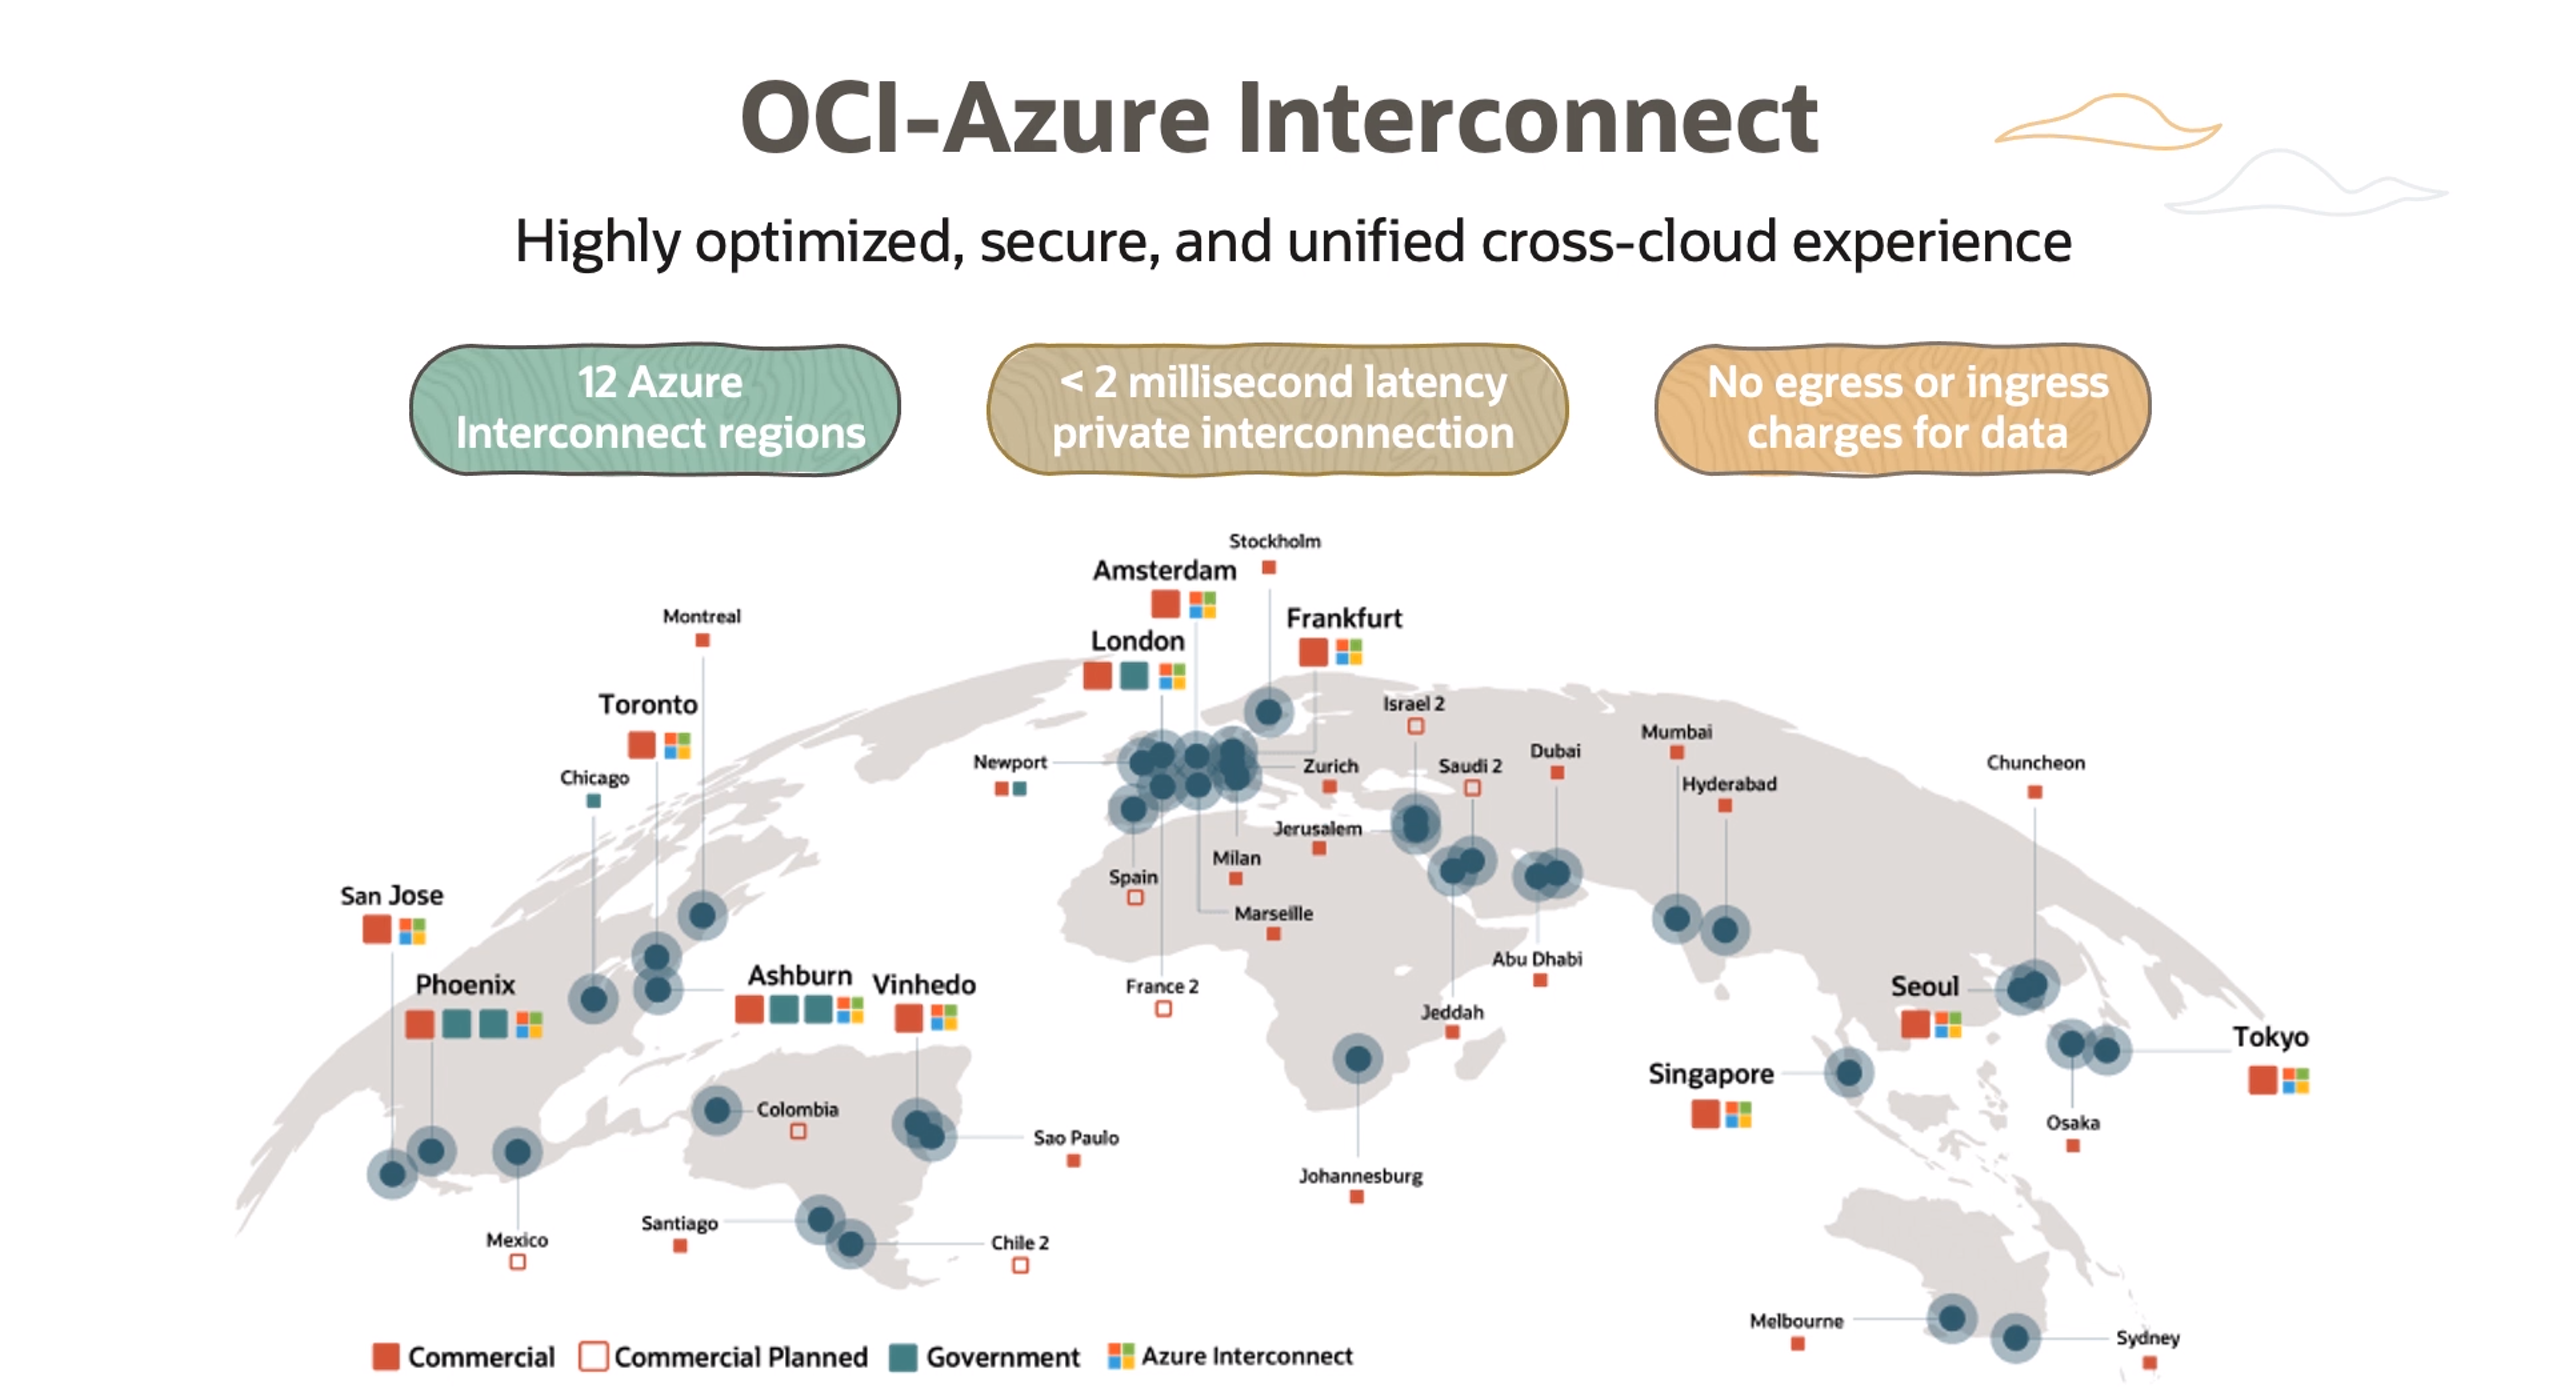 OCI-Azure Interconnect
Highly optimized, secure, and unified cross-cloud experience
12 Azure
Interconnect regions
< 2 millisecond latency
private interconnection
No egress or ingress
charges for data
Stockholm
Amsterdam
Montreal
Frankfurt
London
Toronto
Israel 2
Mumbai
Chicago
Newport
Zurich
Saudi 2
Dubai
Chuncheon
Hyderabad
Jerusalem
Milan
Spain
San Jose
Marseille
Abu Dhabi
Phoenix
Ashburn
Vinhedo
France 2
Seoul
Jeddah
Tokyo
Singapore
Colombia
Osaka
Sao Paulo
Johannesburg
Santiago
Mexico
Chile 2
Melbourne
Sydney
Commercial
Commercial Planned
Government
Azure Interconnect